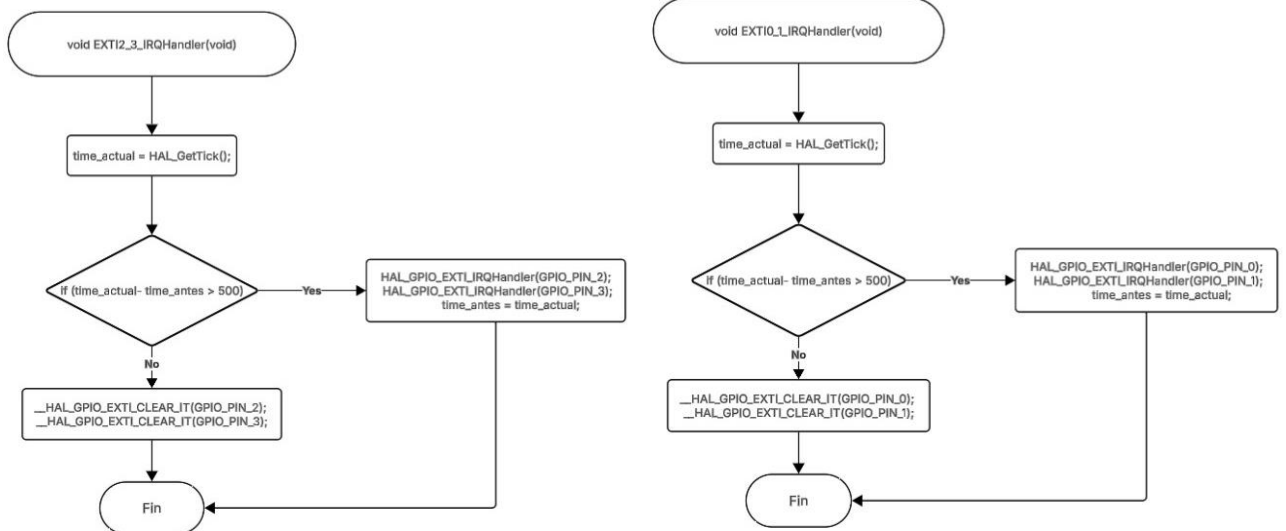 void EXTI2_3_IRQHandler(void)
time_actual = HAL_GetTick();
if (time_actual- time_antes > 500)
Yes
HAL_GPIO_EXTI_IRQHandler(GPIO_PIN_2);
HAL_GPIO_EXTI_IRQHandler(GPIO_PIN_3);
time_antes = time_actual;
No
__HAL_GPIO_EXTI_CLEAR_IT(GPIO_PIN_2);
__HAL_GPIO_EXTI_CLEAR_IT(GPIO_PIN_3);
Fin
void EXTI0_1_IRQHandler(void)
time_actual = HAL_GetTick();
if (time_actual- time_antes > 500)
Yes
HAL_GPIO_EXTI_IRQHandler(GPIO_PIN_0);
HAL_GPIO_EXTI_IRQHandler(GPIO_PIN_1);
time_antes = time_actual;
No
__HAL_GPIO_EXTI_CLEAR_IT(GPIO_PIN_0);
__HAL_GPIO_EXTI_CLEAR_IT(GPIO_PIN_1);
Fin